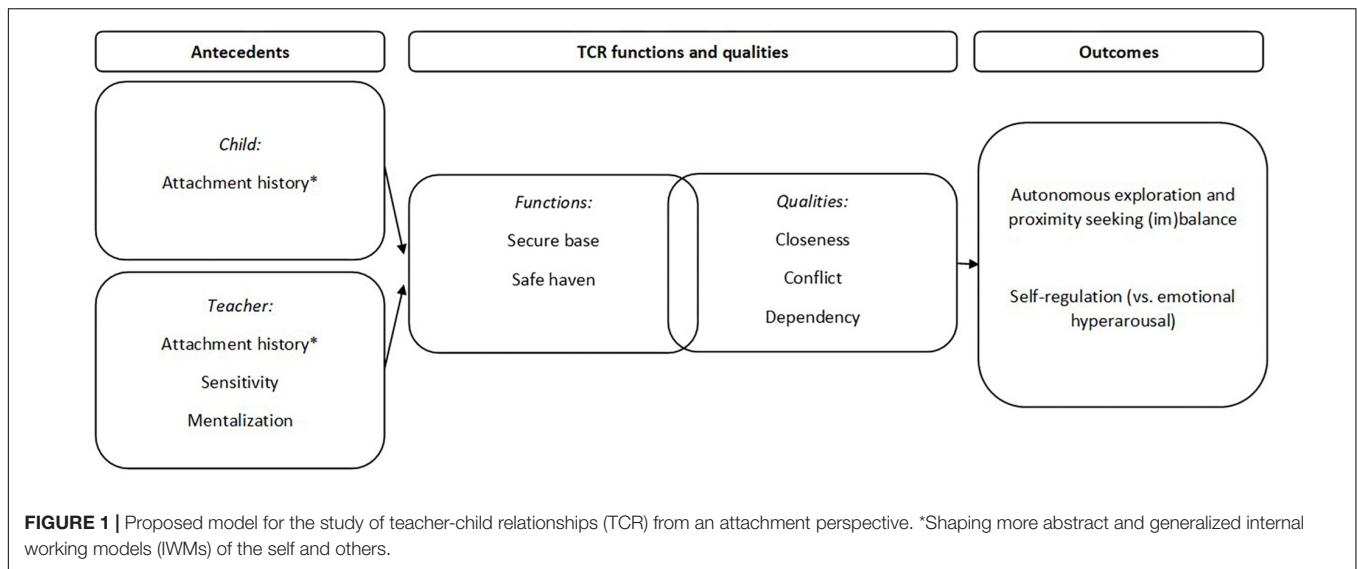 Antecedents
TCR functions and qualities
Outcomes
Child:
Attachment history*
Teacher:
Attachment history*
Sensitivity
Mentalization
Functions:
Secure base
Safe haven
Qualities:
Closeness
Conflict
Dependency
Autonomous exploration and
proximity seeking (im)balance
Self-regulation (vs. emotional
hyperarousal)
FIGURE 1 | Proposed model for the study of teacher-child relationships (TCR) from an attachment perspective. *Shaping more abstract and generalized internal
working models (IWMs) of the self and others.